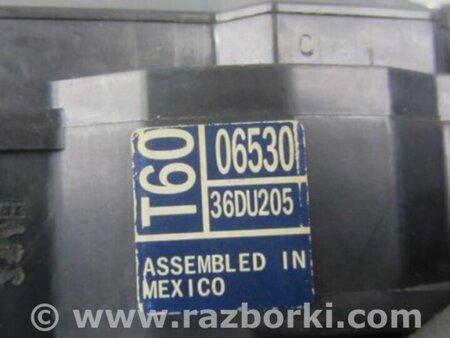 C
T60
06530
36DU205
ASSEMBLED IN
MEXICO
© www.razborki.com